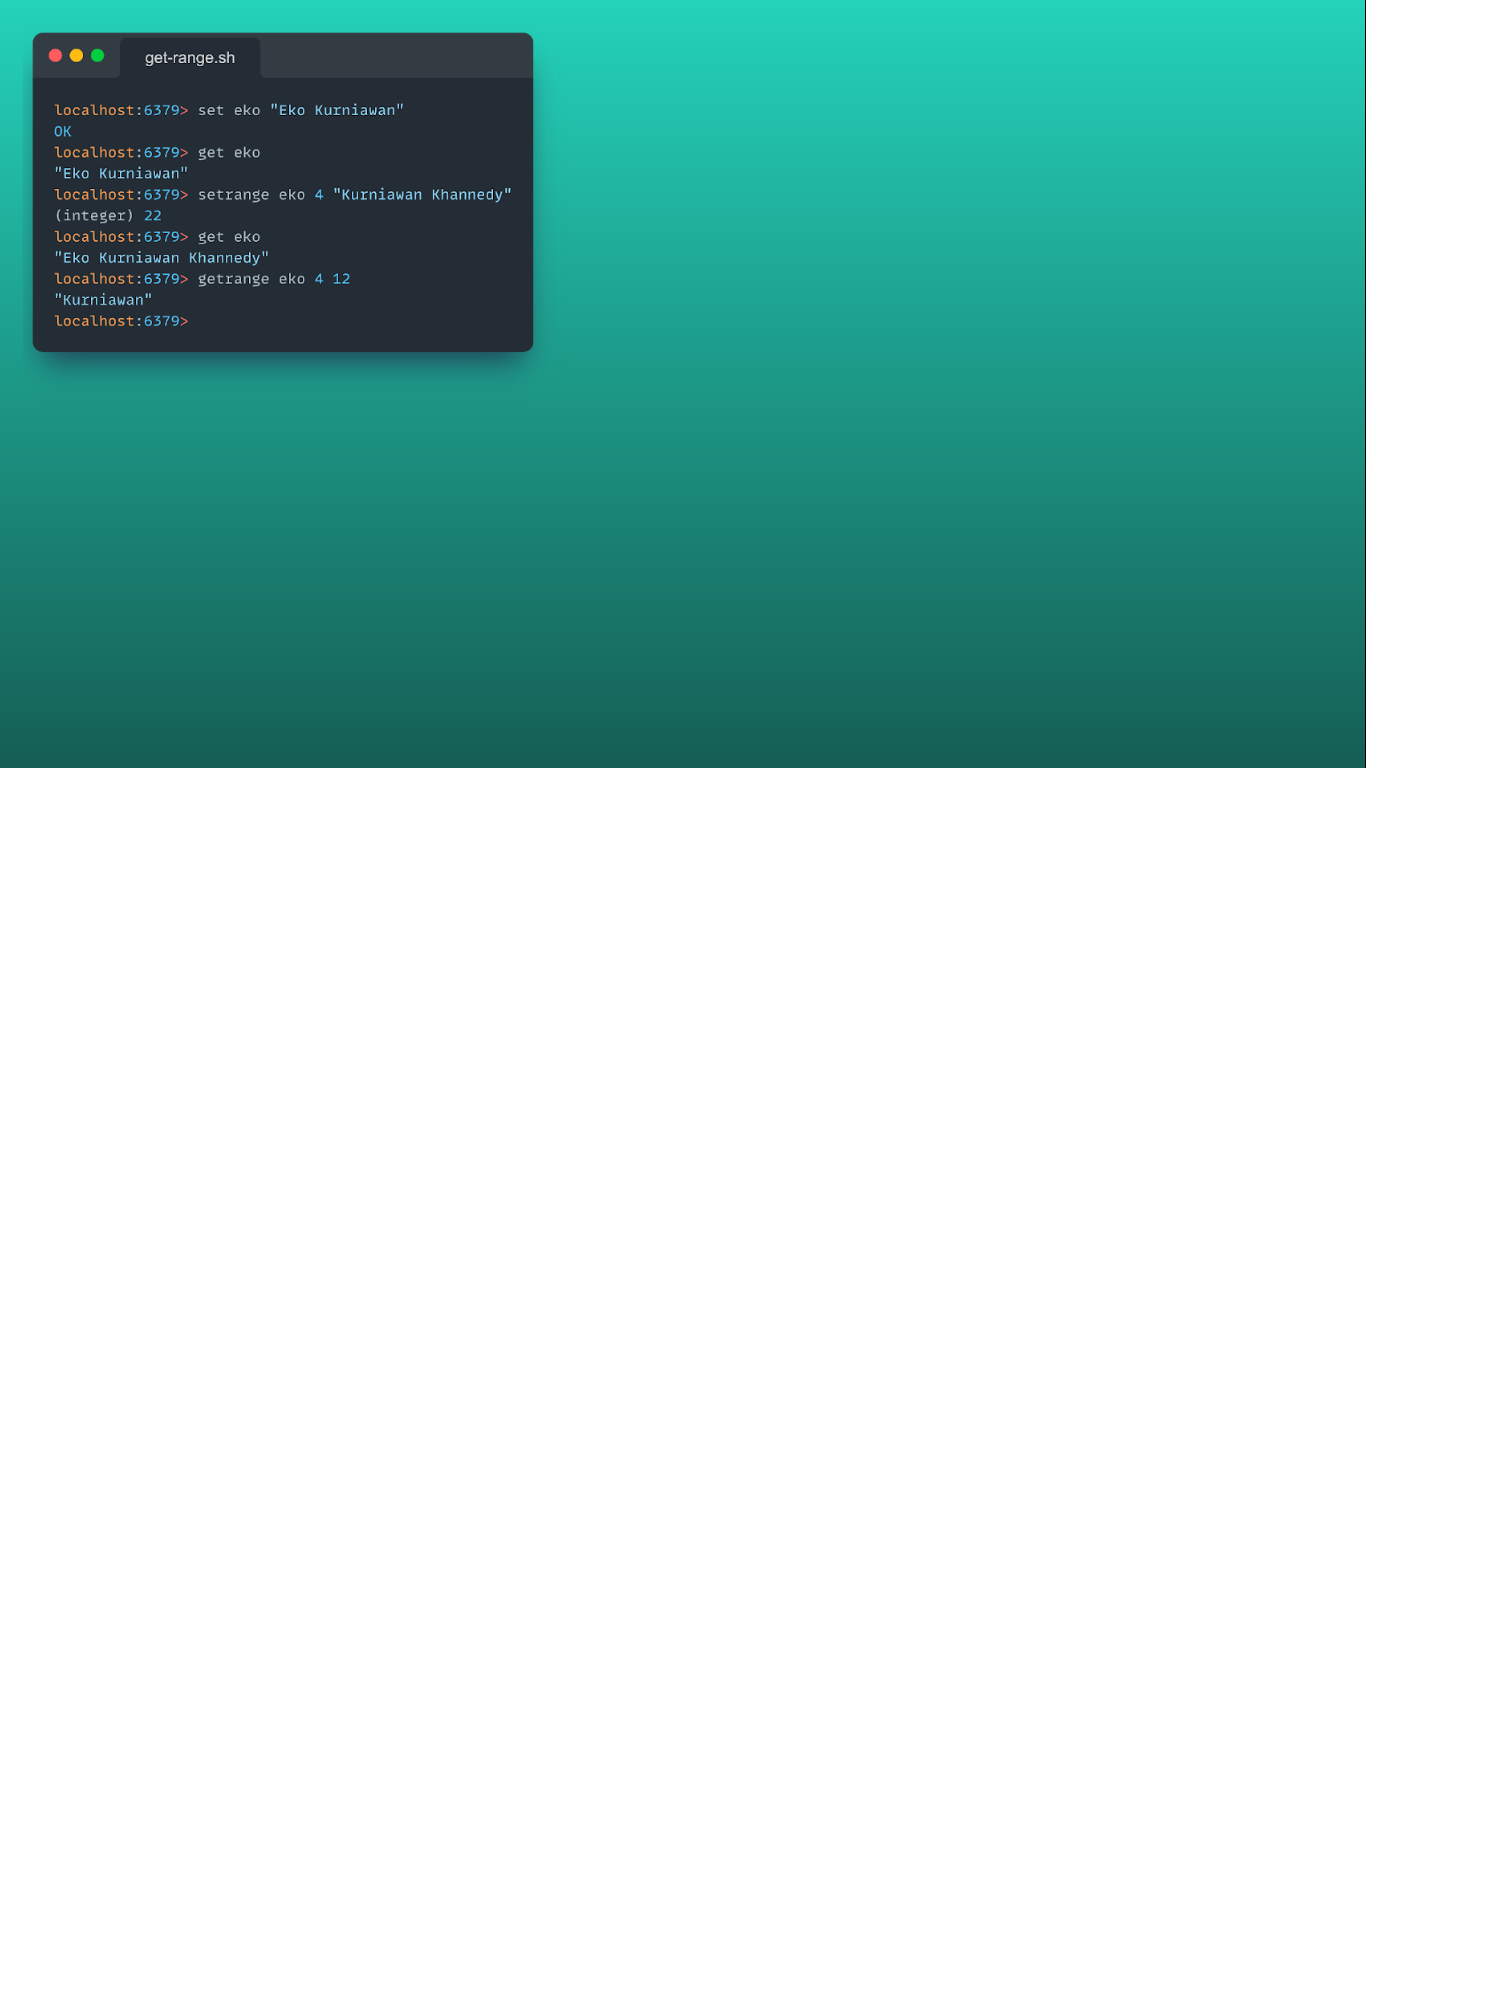 get-range.sh
localhost:6379> set eko "Eko Kurniawan"
OK
localhost:6379> get eko
"Eko Kurniawan"
localhost:6379> setrange eko 4 "Kurniawan Khannedy"
(integer) 22
localhost:6379> get eko
"Eko Kurniawan Khannedy"
localhost:6379> getrange eko 4 12
"Kurniawan"
localhost:6379>